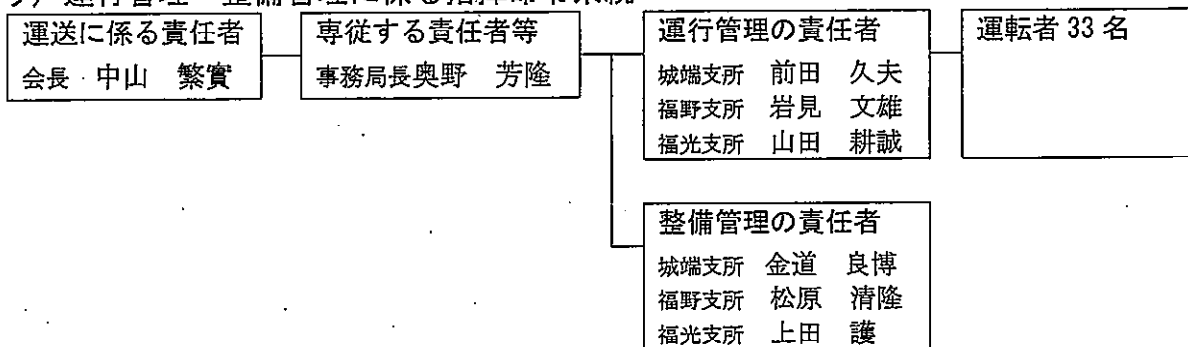 運送に係る責任者
会長 中山 繁實
専従する責任者等
事務局長奥野 芳隆
運行管理の責任者
城端支所 前田 久夫
福野支所 岩見 文雄
福光支所 山田 耕誠
運転者 33 名
整備管理の責任者
城端支所 金道 良博
福野支所 松原 清隆
福光支所 上田 護